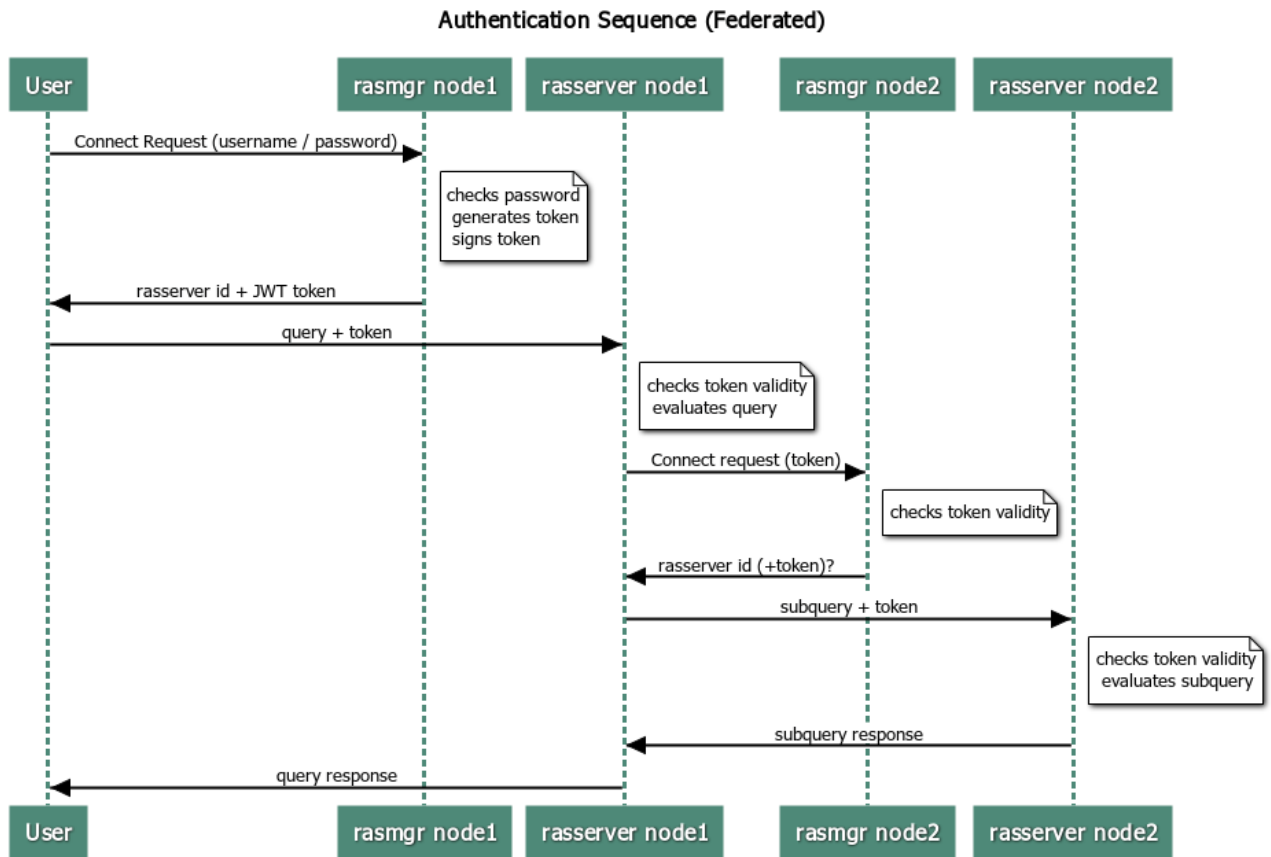 Authentication Sequence (Federated)
User
rasmgr node1
rasserver node1
rasmgr node2
rasserver node2
Connect Request (username / password)
checks password
generates token
signs token
rasserver id + JWT token
query + token
checks token validity
evaluates query
Connect request (token)
checks token validity
rasserver id (+token)?
subquery + token
checks token validity
evaluates subquery
subquery response
query response
User
rasmgr node1
rasserver node1
rasmgr node2
rasserver node2